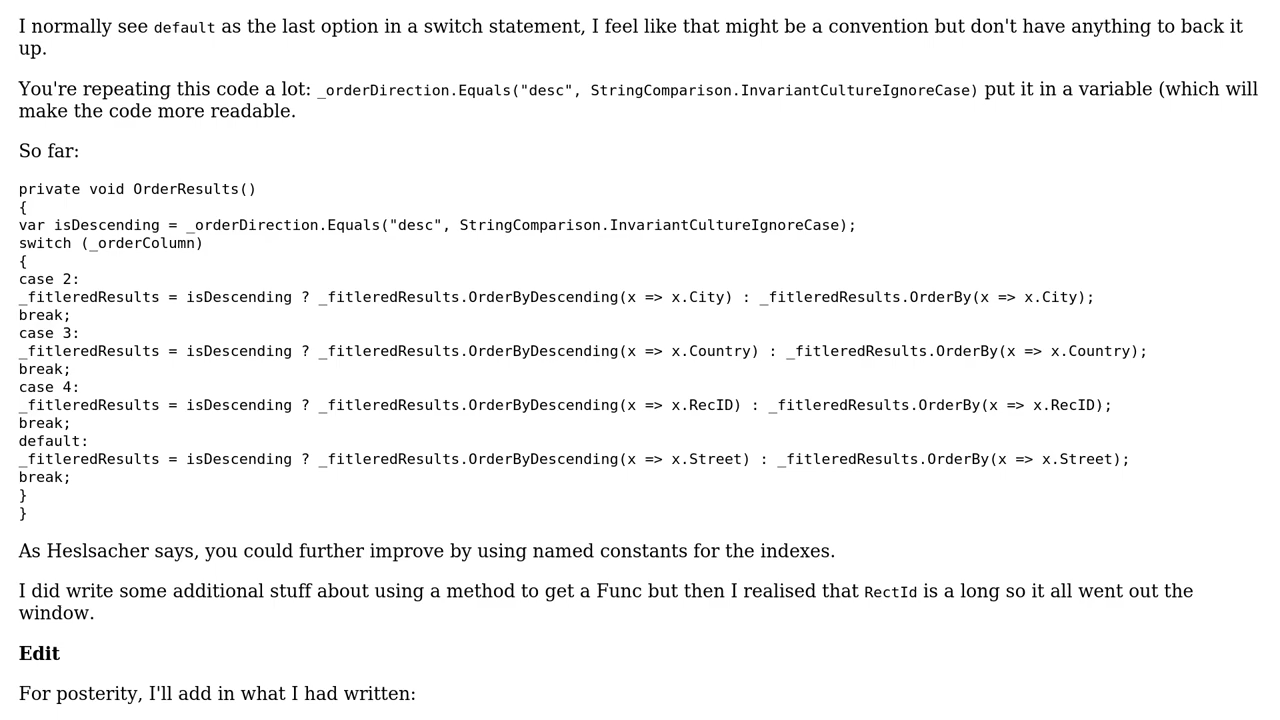 I normally see default as the last option in a switch statement, I feel like that might be a convention but don't have anything to back it
up.
You're repeating this code a lot: _orderDirection.Equals("desc", StringComparison.InvariantCultureIgnoreCase) put it in a variable (which will
make the code more readable.
So far:
private void OrderResults()
{
var isDescending = _orderDirection.Equals("desc", StringComparison.InvariantCultureIgnoreCase);
switch (_orderColumn)
{
case 2:
_fitleredResults = isDescending ? _fitleredResults.OrderByDescending(x => x.City) : _fitleredResults.OrderBy(x => x.City);
break;
case 3:
_fitleredResults = isDescending ? _fitleredResults.OrderByDescending(x => x.Country) : _fitleredResults.OrderBy(x => x.Country);
break;
case 4:
_fitleredResults = isDescending ? _fitleredResults.OrderByDescending(x => x.RecID) : _fitleredResults.OrderBy(x => x.RecID);
break;
default:
_fitleredResults = isDescending ? _fitleredResults.OrderByDescending(x => x.Street) : _fitleredResults.OrderBy(x => x.Street);
break;
}
}
As Heslsacher says, you could further improve by using named constants for the indexes.
I did write some additional stuff about using a method to get a Func but then I realised that RectId is a long so it all went out the
window.
Edit
For posterity, I'll add in what I had written: